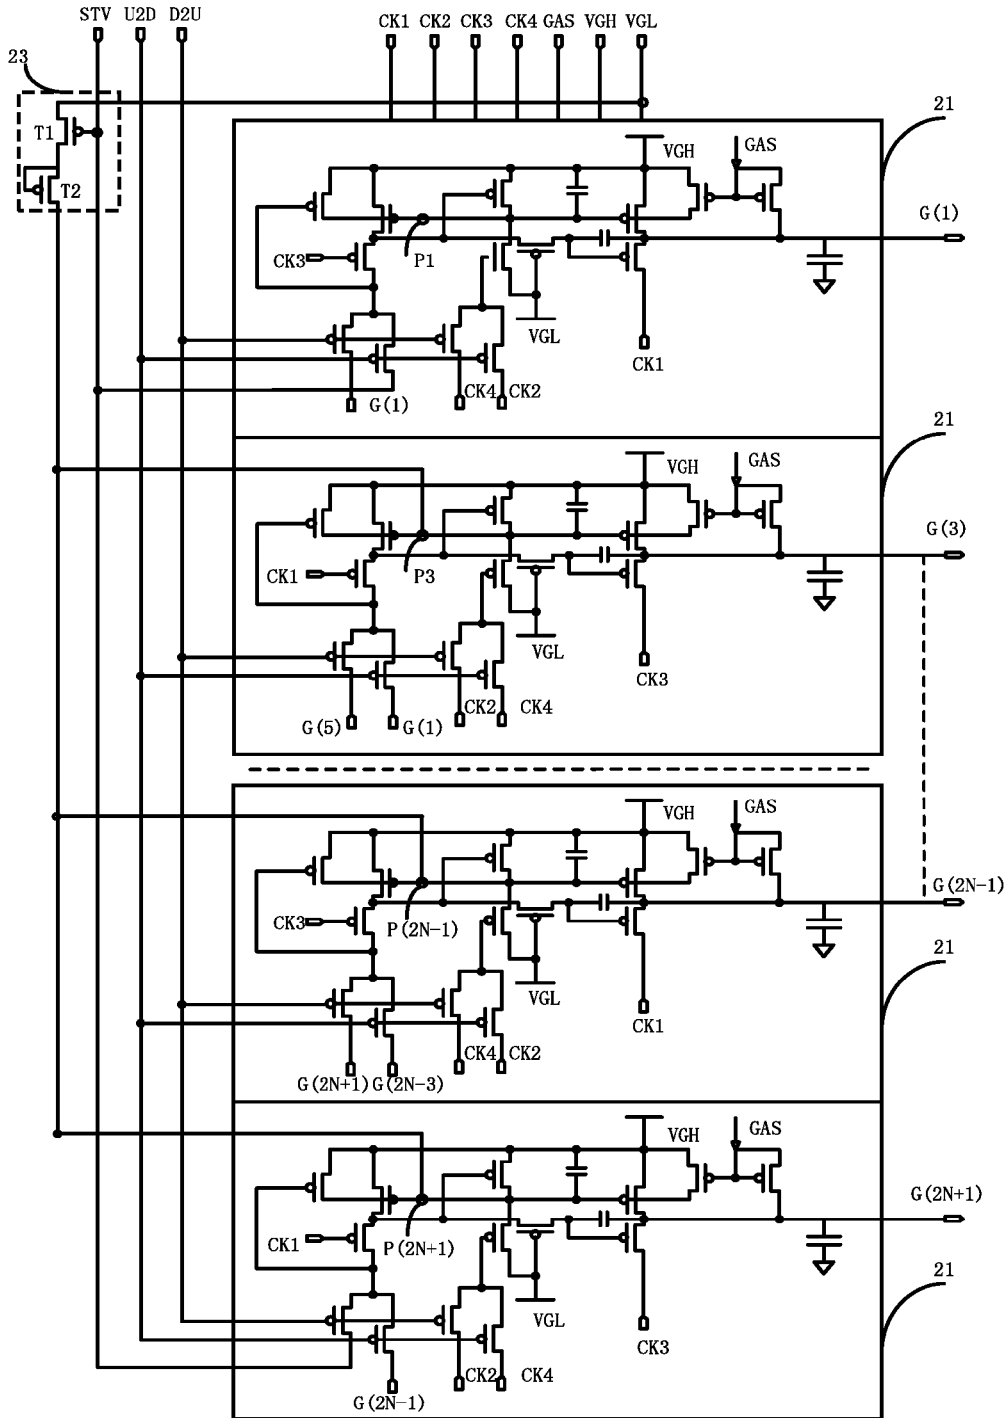 STV U2D D2U CK1 CK2 CK3 CK4 GAS VGH VGL
23
21
T1
VGH GAS
T2
G(1)
CK3 P1
VGL
CK1
CK4 CK2
G(1)
21
VGH GAS
G(3)
CK1 P3
VGL
CK3
CK2 CK4
G(5) G(1)
VGH GAS
G(2N-1)
CK3 P(2N-1)
21
VGL
CK1
CK4 CK2
G(2N+1) G(2N-3)
VGH GAS
G(2N+1)
CK1 P(2N+1)
21
VGL
CK3
CK2 CK4
G(2N-1)